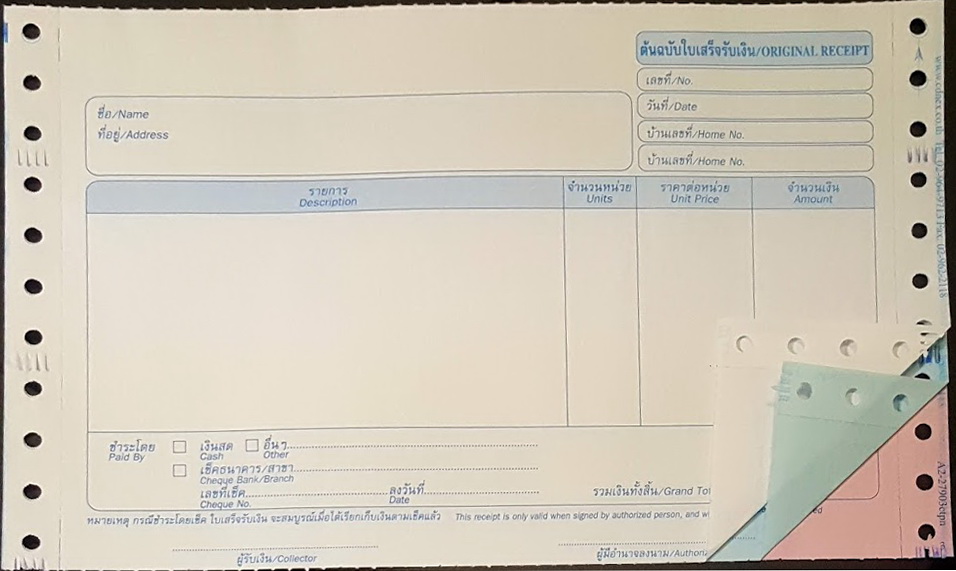 ต้นฉบับใบเสร็จรับเงิน/ORIGINAL RECEIPT
เลขที่/No.
วันที่/Date
บ้านเลขที่/Home No.
บ้านเลขที่/Home No.
ชื่อ/Name
ที่อยู่/Address
รายการ จำนวนหน่วย ราคาต่อหน่วย จำนวนเงิน
Description Units Unit Price Amount
ชำระโดย เงินสด อื่นๆ
Paid By Cash Other
เช็คธนาคาร/สาขา
Cheque Bank/Branch
เลขที่เช็ค ลงวันที่ รวมเงินทั้งสิ้น/Grand Tot
Cheque No. Date
หมายเหตุ กรณีชำระโดยเช็ค ใบเสร็จรับเงิน จะสมบูรณ์เมื่อได้เรียกเก็บเงินตามเช็คแล้ว This receipt is only valid when signed by authorized person, and
ผู้รับเงิน/Collector ผู้มีอำนาจลงนาม/Authoriz